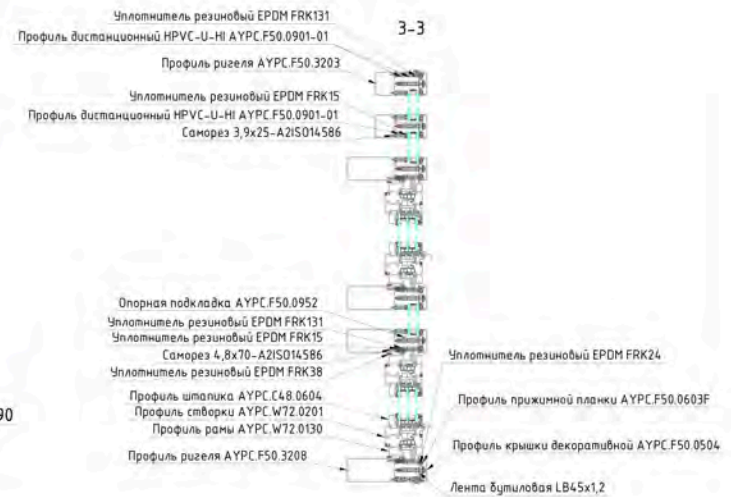 Уплотнитель резиновый EPDM FRK131
3-3
Профиль дистанционный HPVC-U-HI AYPC.F50.0901-01
Профиль ригеля AYPC.F50.3203
Уплотнитель резиновый EPDM FRK15
Профиль дистанционный HPVC-U-HI AYPC.F50.0901-01
Саморез 3,9х25-A2ISO14586
Опорная подкладка AYPC.F50.0952
Уплотнитель резиновый EPDM FRK131
Уплотнитель резиновый EPDM FRK15
Саморез 4,8х70-A2ISO14586
Уплотнитель резиновый EPDM FRK38
Профиль штапика AYPC.C48.0604
Профиль створки AYPC.W72.0201
Профиль рамы AYPC.W72.0130
Профиль ригеля AYPC.F50.3208
90
Уплотнитель резиновый EPDM FRK24
Профиль прижимной планки AYPC.F50.0603F
Профиль крышки декоративной AYPC.F50.0504
Лента бутиловая LB45x1,2